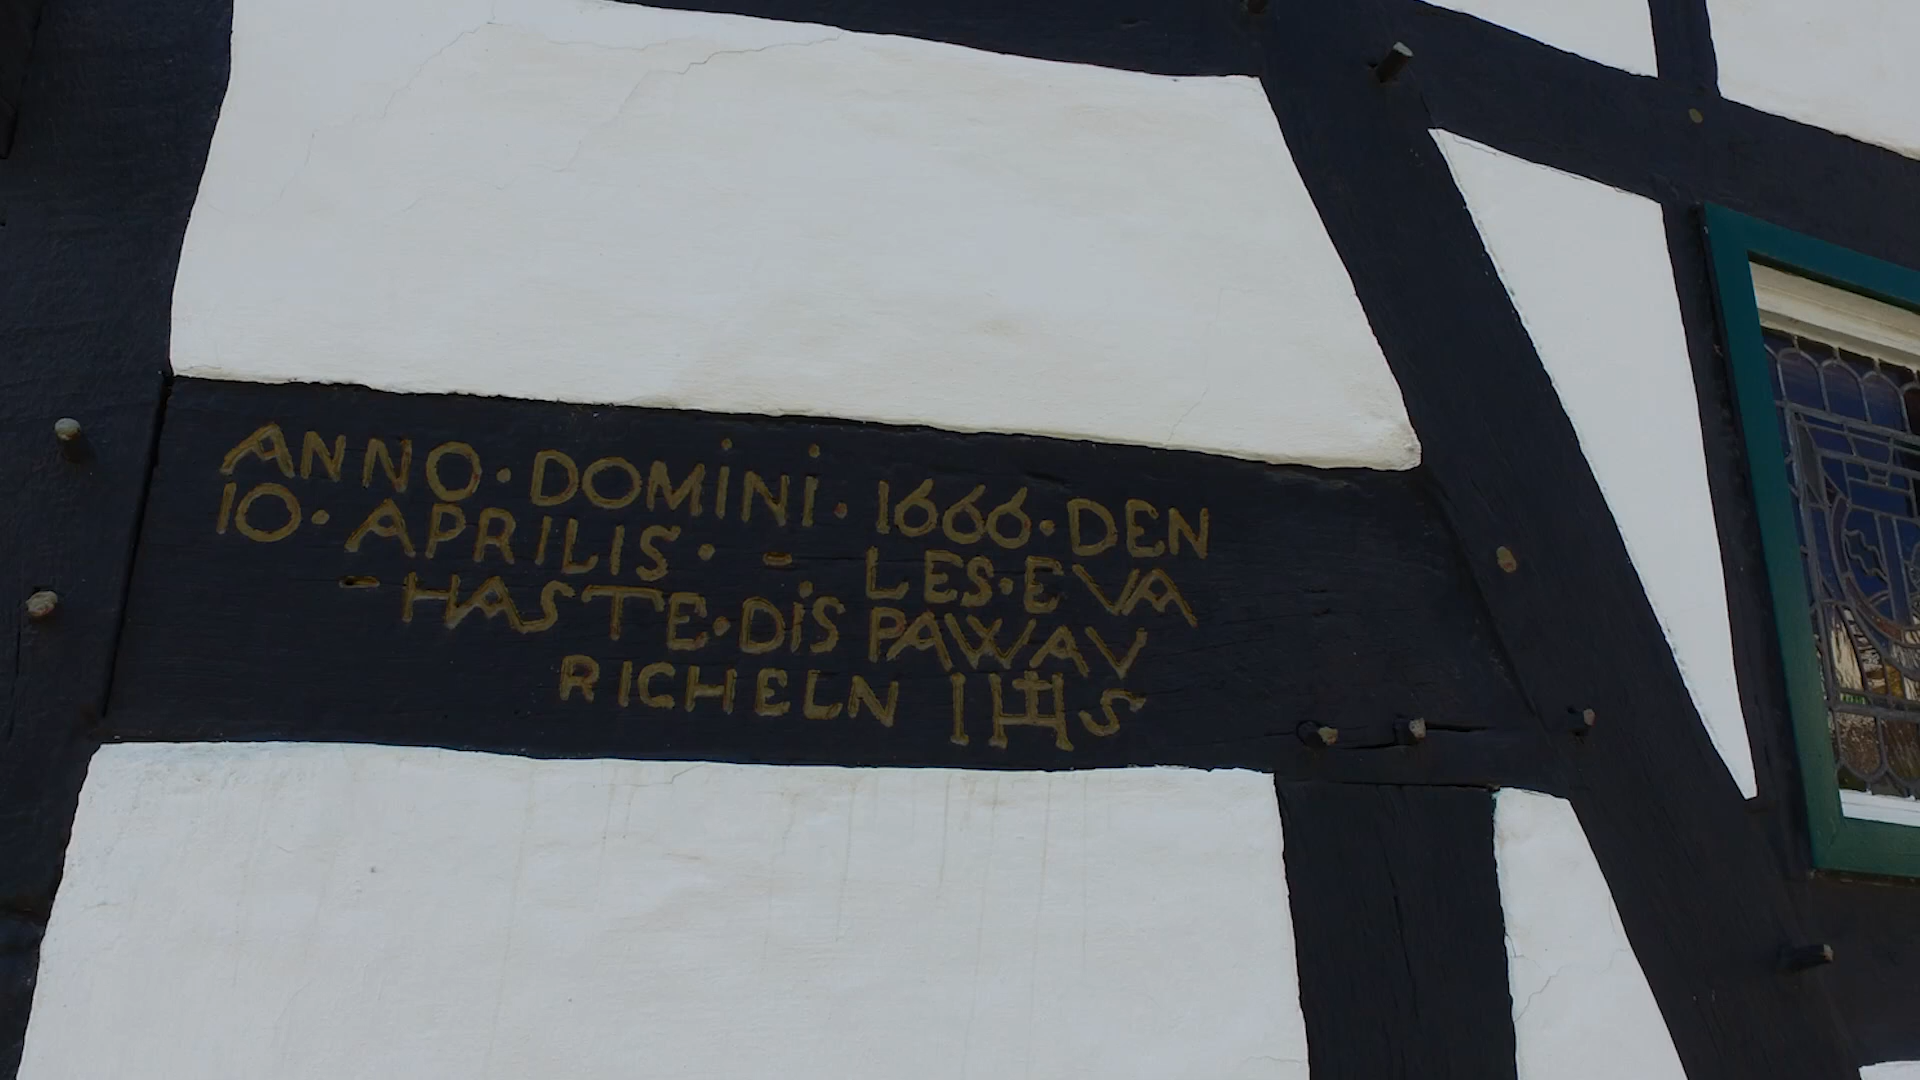 ANNO · DOMINI · 1666 · DEN
10 · APRILIS · - LES · EVA
- HASTE · DIS PAWAV
RICHELN IHS